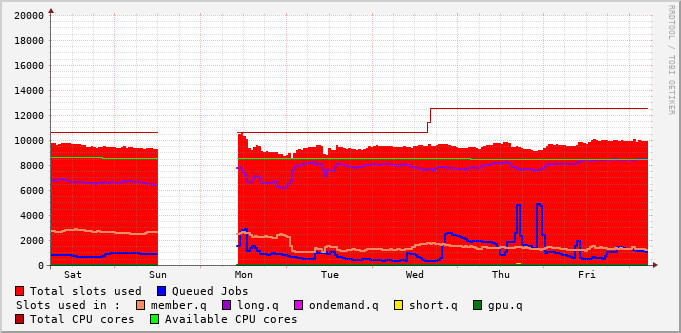 20000
18000
16000
14000
12000
10000
8000
6000
4000
2000
0
Sat Sun Mon Tue Wed Thu Fri
Total slots used Queued Jobs
Slots used in : member.q long.q ondemand.q short.q gpu.q
Total CPU cores Available CPU cores
RRDTOOL / TOBI OETIKER